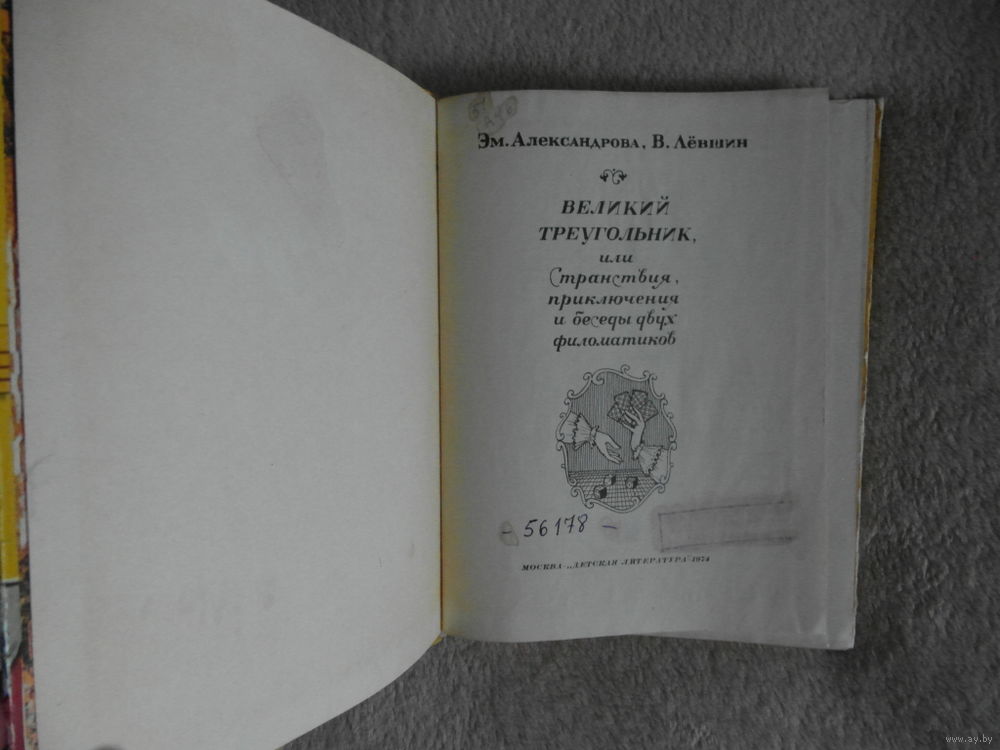 Эм. Александрова, В. Лёвшин
ВЕЛИКИЙ
ТРЕУГОЛЬНИК,
или
Странствия,
приключения
и беседы двух
филоматиков
- 56178 -
МОСКВА „ДЕТСКАЯ ЛИТЕРАТУРА" 1974
www.ay.by